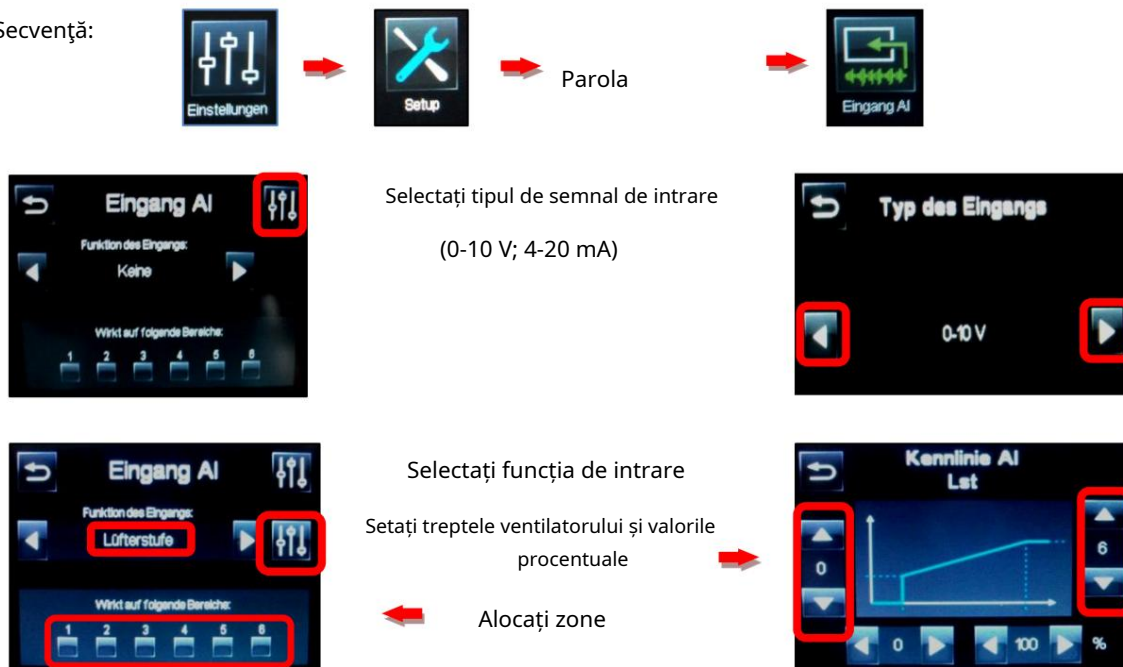 Secvenţă:
Einstellungen
Setup
Parola
Eingang AI
Eingang AI
Funktion des Eingangs:
Keine
Wirkt auf folgende Bereiche:
1 2 3 4 5 6
Selectați tipul de semnal de intrare
(0-10 V; 4-20 mA)
Typ des Eingangs
0-10 V
Eingang AI
Funktion des Eingangs:
Lüfterstufe
Wirkt auf folgende Bereiche:
1 2 3 4 5 6
Selectați funcția de intrare
Setați treptele ventilatorului și valorile
procentuale
Alocați zone
Kennlinie AI
Lst
0
6
0 100 %